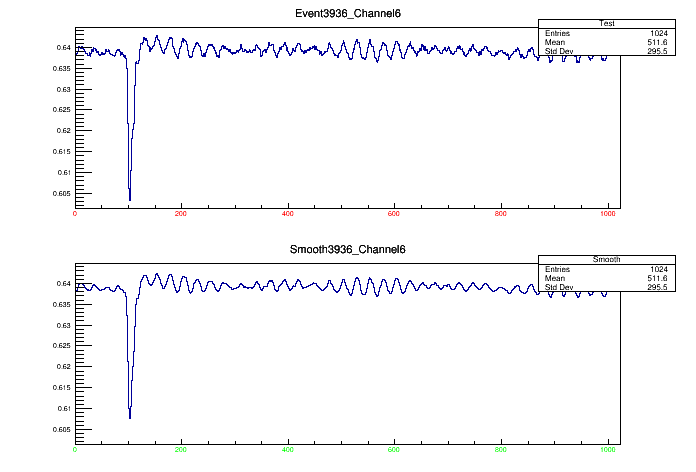 Event3936_Channel6
Test
Entries 1024
Mean 511.6
Std Dev 295.5
0.64
0.635
0.63
0.625
0.62
0.615
0.61
0.605
0 200 400 600 800 1000
Smooth3936_Channel6
Smooth
Entries 1024
Mean 511.6
Std Dev 295.5
0.64
0.635
0.63
0.625
0.62
0.615
0.61
0.605
0 200 400 600 800 1000